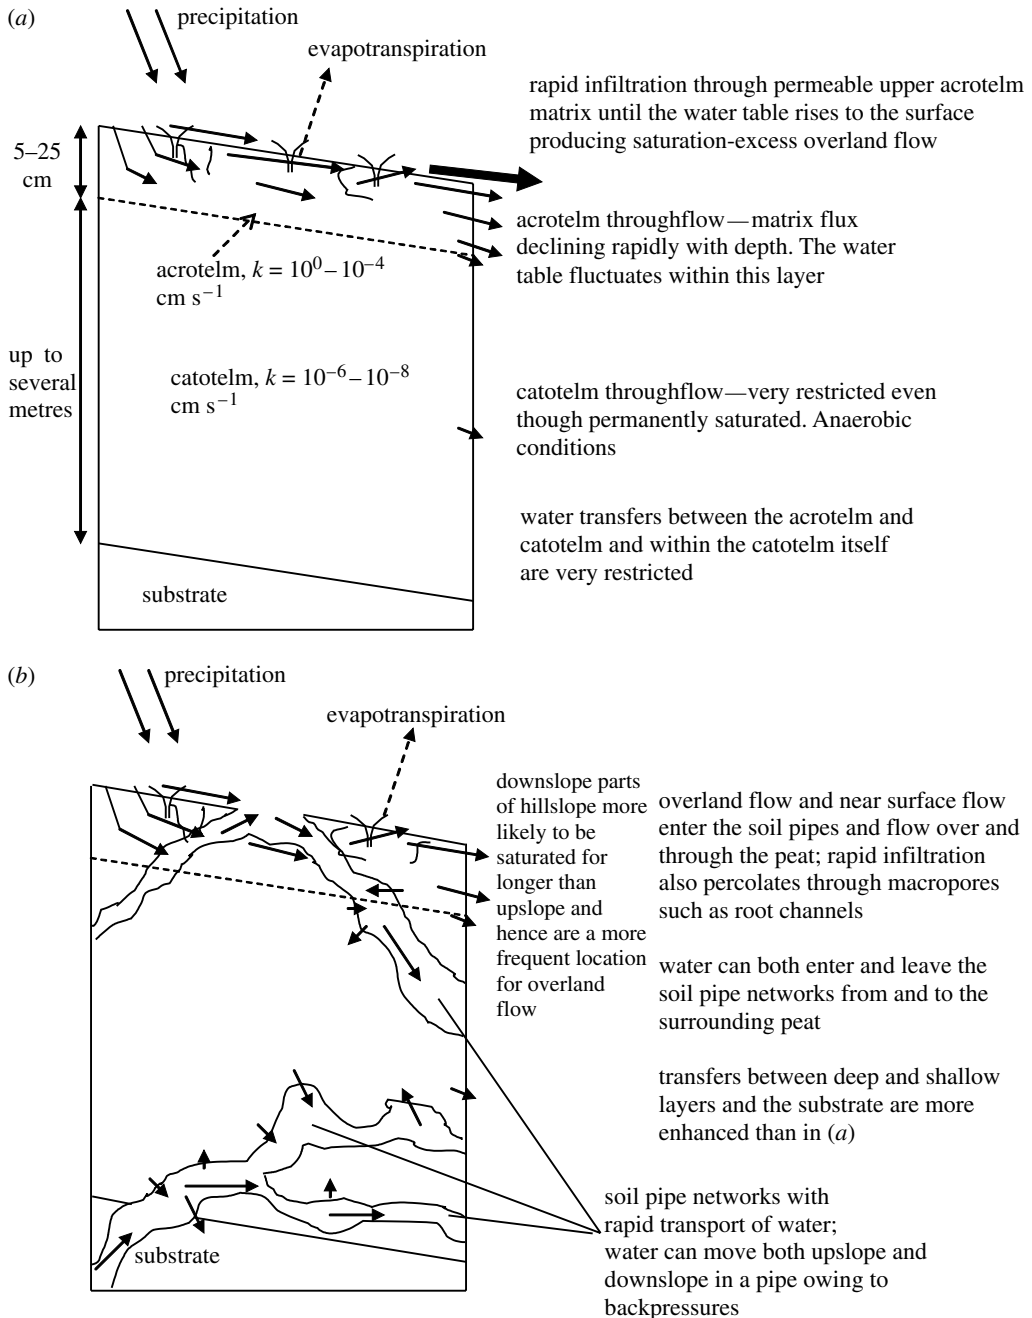 (a)
precipitation
evapotranspiration
rapid infiltration through permeable upper acrotelm
matrix until the water table rises to the surface
producing saturation-excess overland flow
5–25
cm
acrotelm throughflow—matrix flux
declining rapidly with depth. The water
table fluctuates within this layer
acrotelm, k = 10⁰–10⁻⁴
cm s⁻¹
up to
several
metres
catotelm, k = 10⁻⁶–10⁻⁸
cm s⁻¹
catotelm throughflow—very restricted even
though permanently saturated. Anaerobic
conditions
water transfers between the acrotelm and
catotelm and within the catotelm itself
are very restricted
substrate
(b)
precipitation
evapotranspiration
downslope parts
of hillslope more
likely to be
saturated for
longer than
upslope and
hence are a more
frequent location
for overland
flow
overland flow and near surface flow
enter the soil pipes and flow over and
through the peat; rapid infiltration
also percolates through macropores
such as root channels
water can both enter and leave the
soil pipe networks from and to the
surrounding peat
transfers between deep and shallow
layers and the substrate are more
enhanced than in (a)
soil pipe networks with
rapid transport of water;
water can move both upslope and
downslope in a pipe owing to
backpressures
substrate